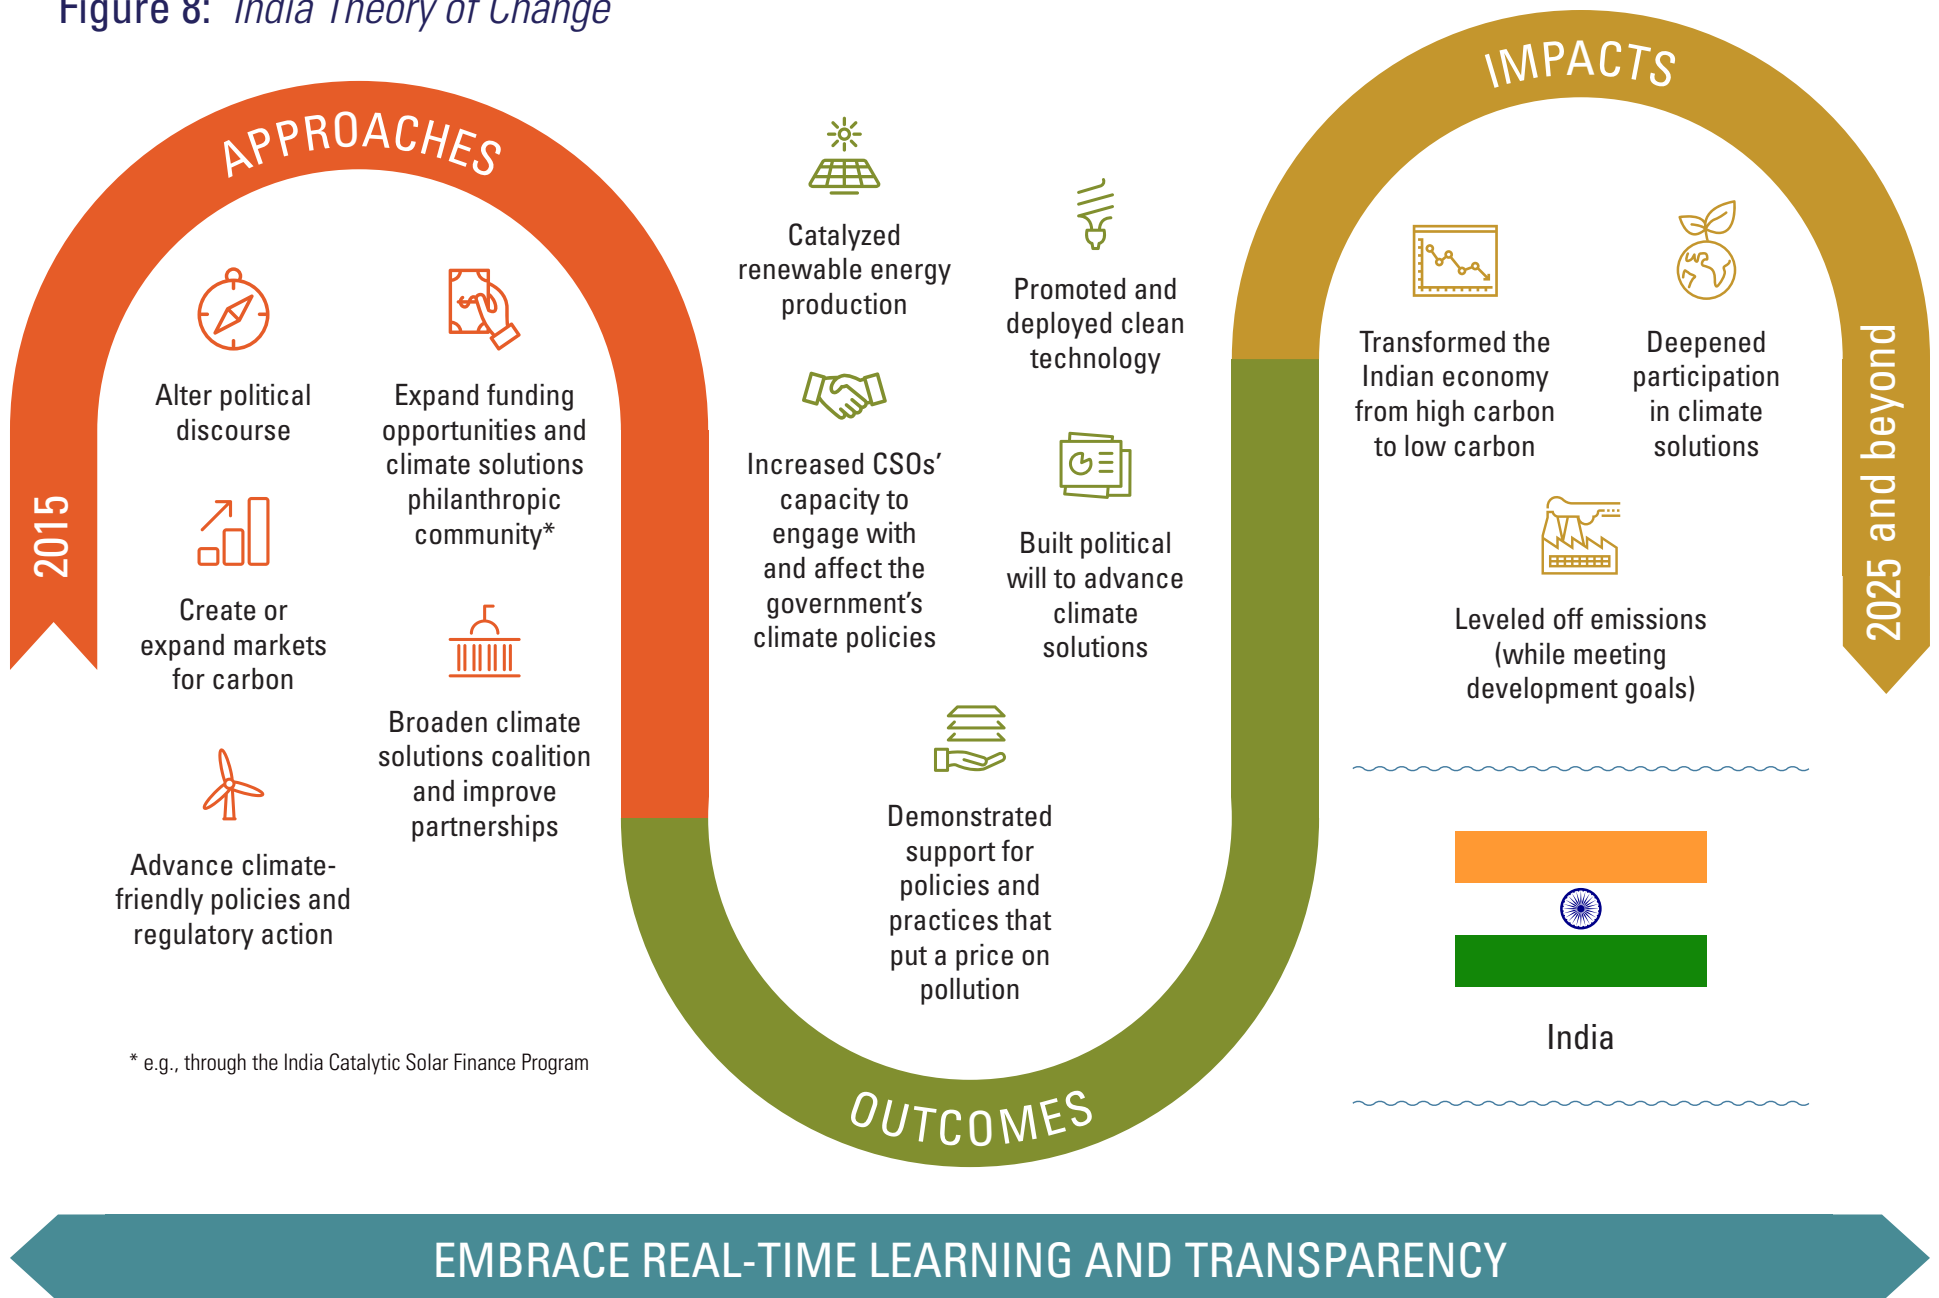 Figure 8: India Theory of Change
APPROACHES
2015
Alter political
discourse
Create or
expand markets
for carbon
Advance climate-
friendly policies and
regulatory action
Expand funding
opportunities and
climate solutions
philanthropic
community*
Broaden climate
solutions coalition
and improve
partnerships
* e.g., through the India Catalytic Solar Finance Program
Catalyzed
renewable energy
production
Increased CSOs’
capacity to
engage with
and affect the
government’s
climate policies
Promoted and
deployed clean
technology
Built political
will to advance
climate
solutions
Demonstrated
support for
policies and
practices that
put a price on
pollution
OUTCOMES
IMPACTS
Transformed the
Indian economy
from high carbon
to low carbon
Deepened
participation
in climate
solutions
Leveled off emissions
(while meeting
development goals)
2025 and beyond
India
EMBRACE REAL-TIME LEARNING AND TRANSPARENCY